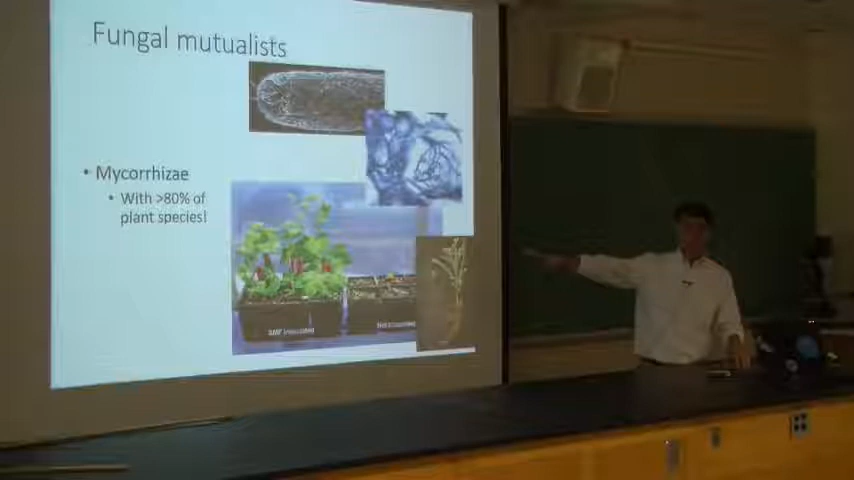 Fungal mutualists
• Mycorrhizae
• With >80% of
plant species!